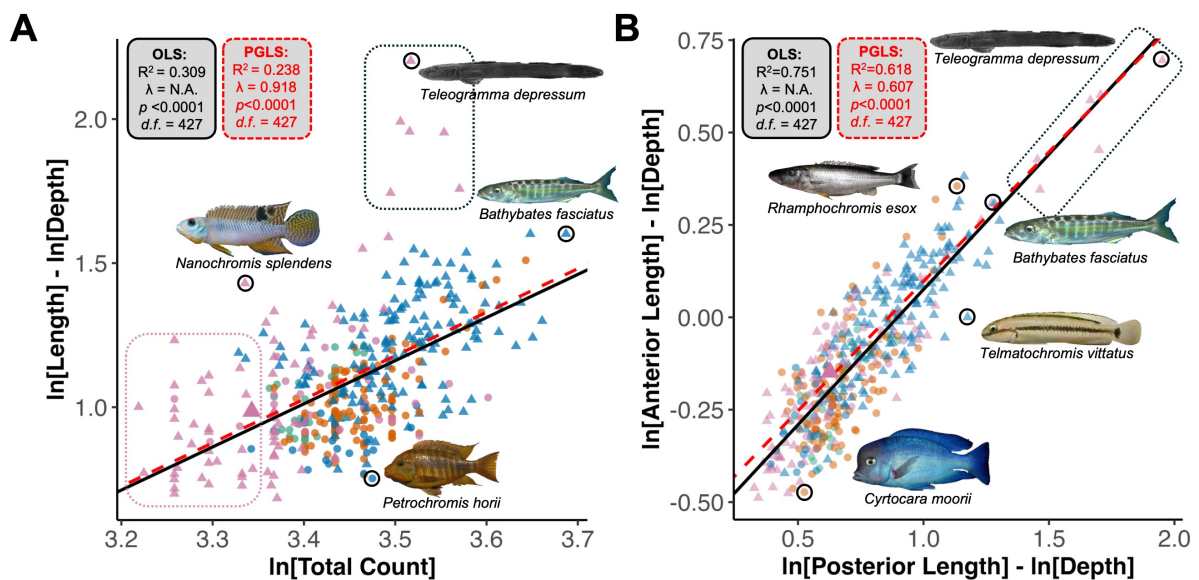 A
OLS:
R² = 0.309
λ = N.A.
p <0.0001
d.f. = 427
PGLS:
R² = 0.238
λ = 0.918
p<0.0001
d.f. = 427
Teleogramma depressum
Bathybates fasciatus
Nanochromis splendens
Petrochromis horii
ln[Length] - ln[Depth]
2.0
1.5
1.0
3.2 3.3 3.4 3.5 3.6 3.7
ln[Total Count]
B
OLS:
R²=0.751
λ = N.A.
p<0.0001
d.f. = 427
PGLS:
R²=0.618
λ = 0.607
p<0.0001
d.f. = 427
Teleogramma depressum
Rhamphochromis esox
Bathybates fasciatus
Telmatochromis vittatus
Cyrtocara moorii
ln[Anterior Length] - ln[Depth]
0.75
0.50
0.25
0.00
-0.25
-0.50
0.5 1.0 1.5 2.0
ln[Posterior Length] - ln[Depth]